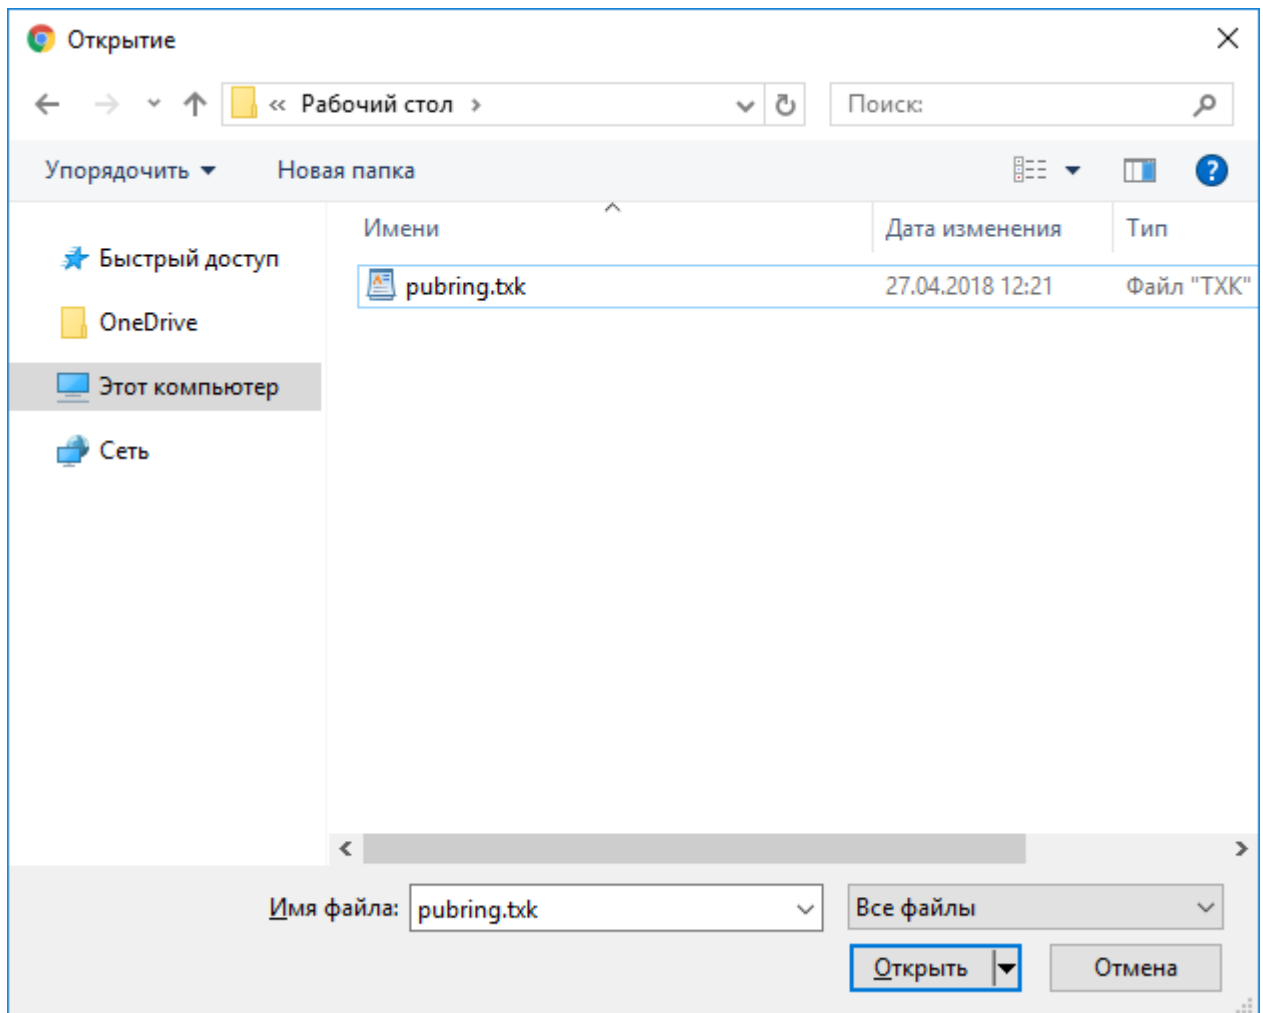 Открытие
« Рабочий стол ›
Поиск:
Упорядочить
Новая папка
Имени
Дата изменения
Тип
Быстрый доступ
OneDrive
Этот компьютер
Сеть
pubring.txk
27.04.2018 12:21
Файл "TXK"
Имя файла:
pubring.txk
Все файлы
Открыть
Отмена